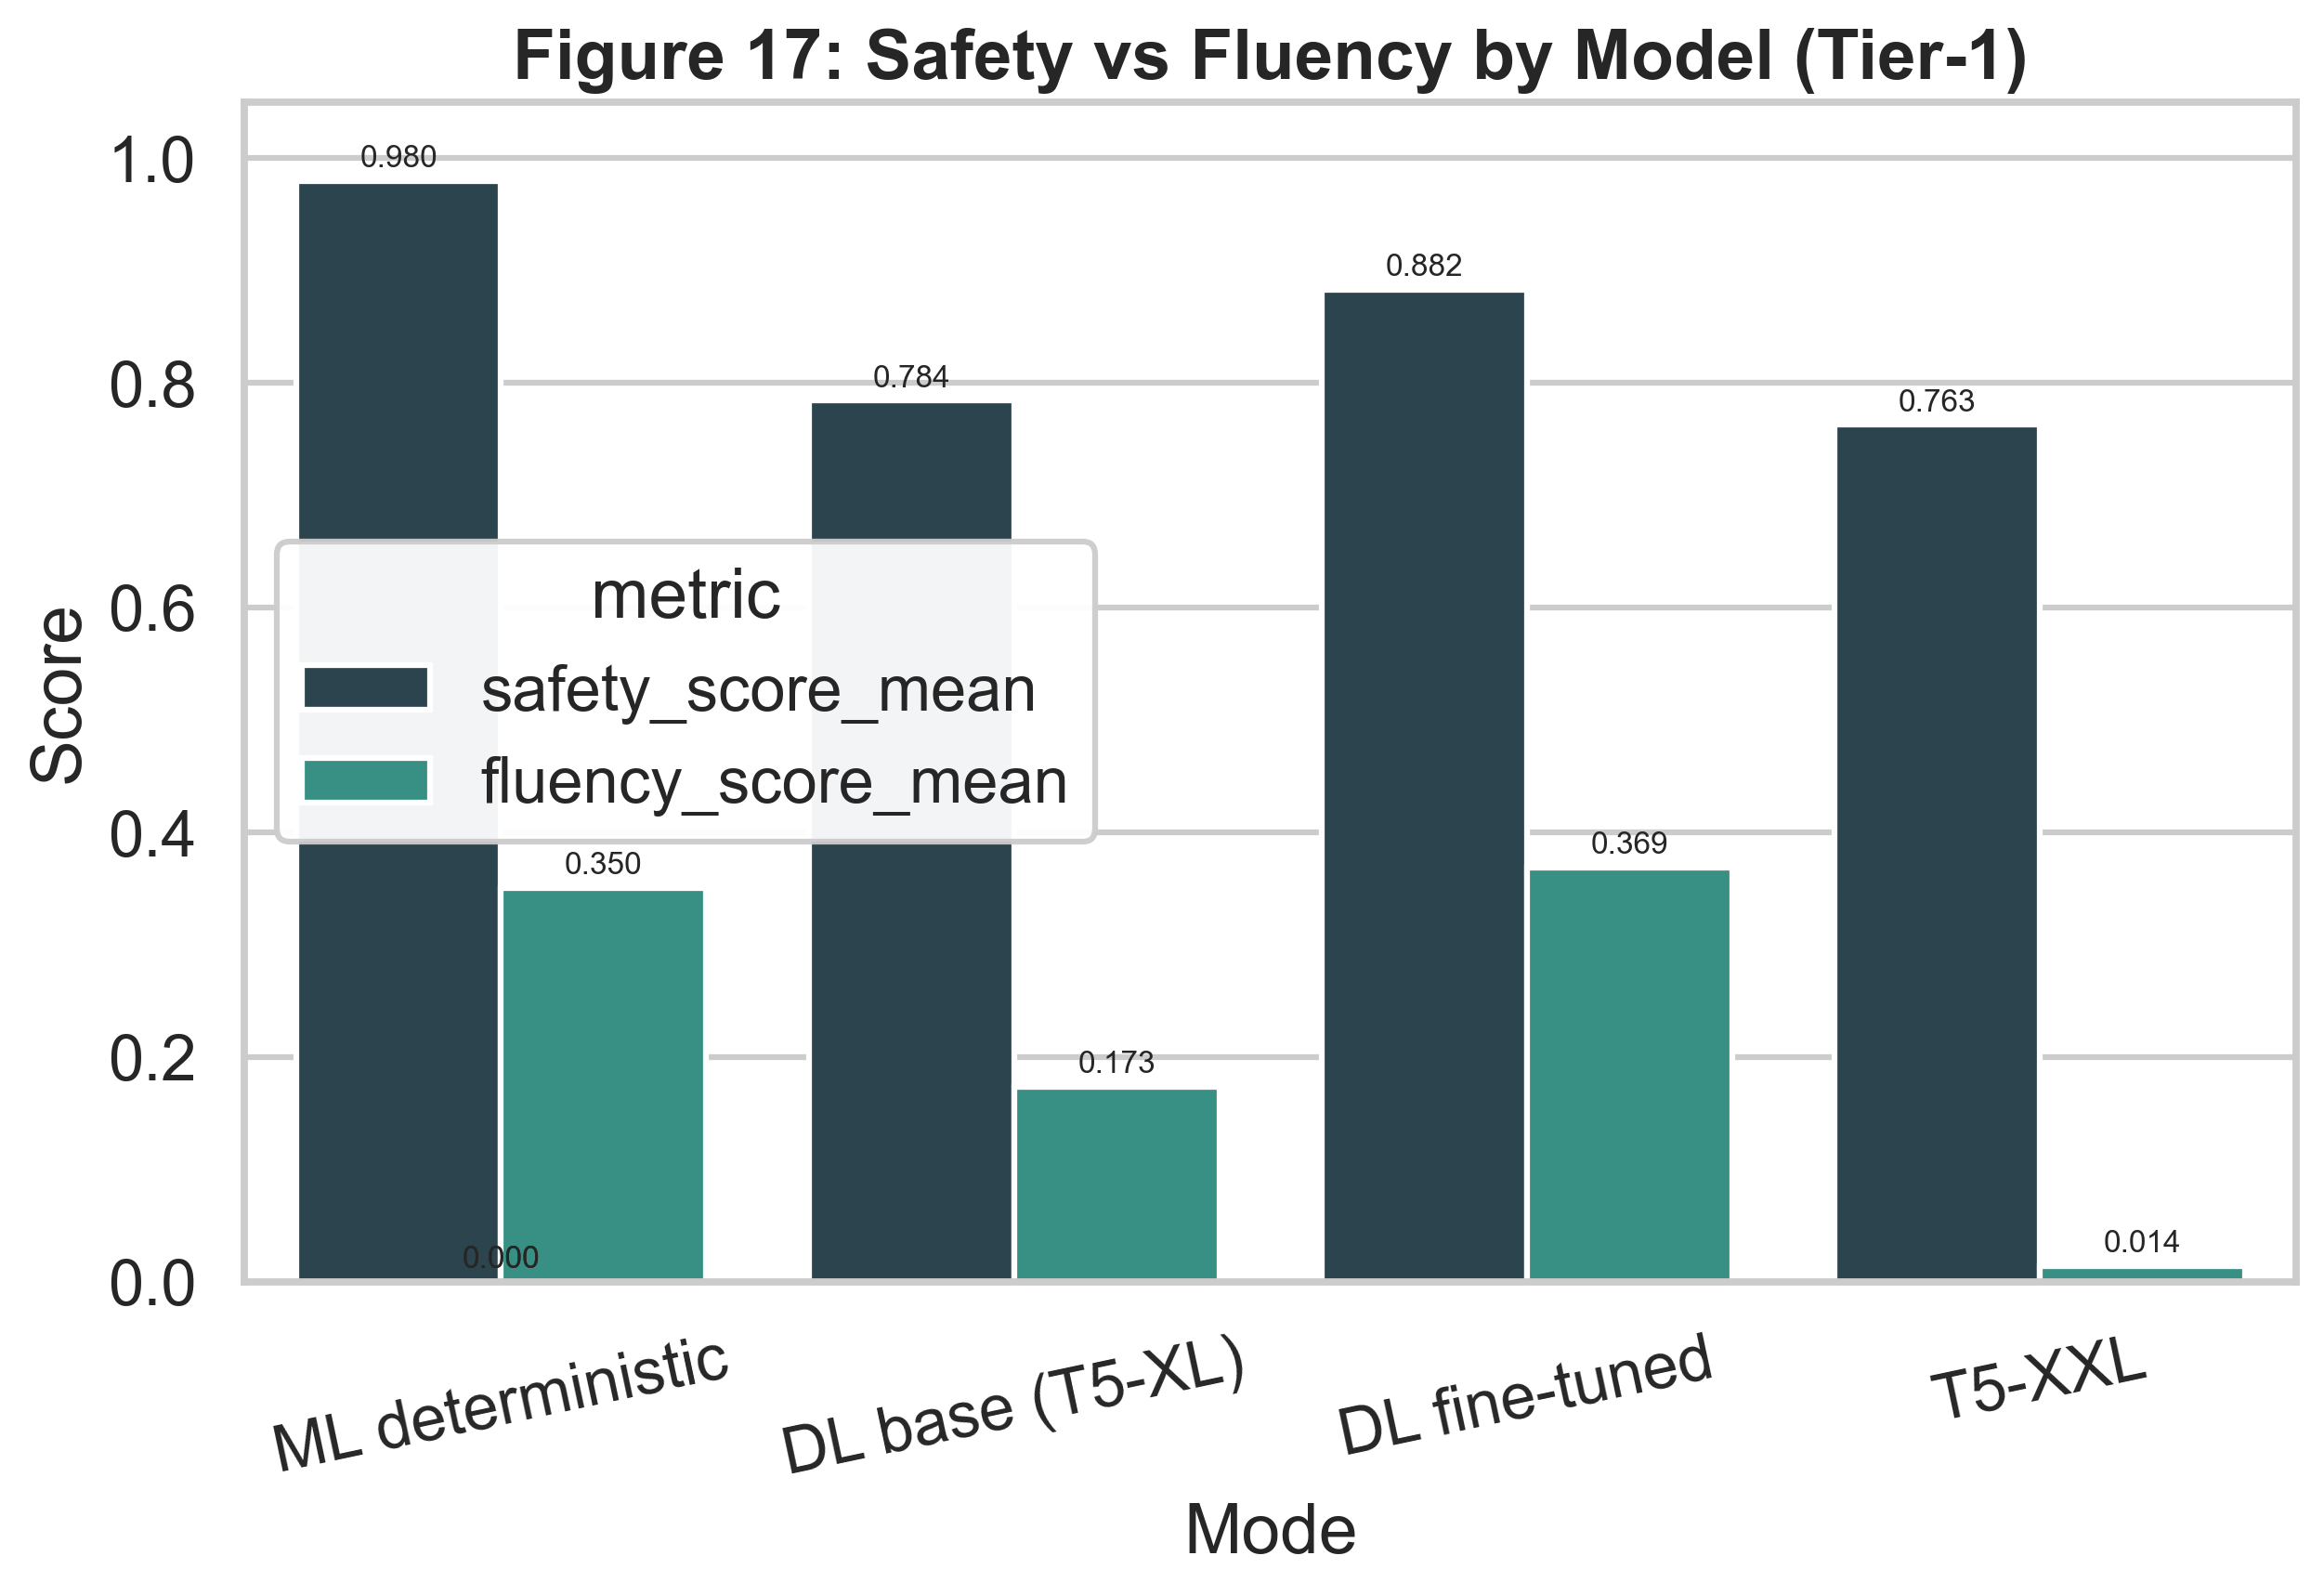 Figure 17: Safety vs Fluency by Model (Tier-1)
Score
1.0
0.8
0.6
0.4
0.2
0.0
0.980
0.784
0.882
0.763
metric
safety_score_mean
fluency_score_mean
0.350
0.173
0.369
0.014
0.000
ML deterministic
DL base (T5-XL)
DL fine-tuned
T5-XXL
Mode